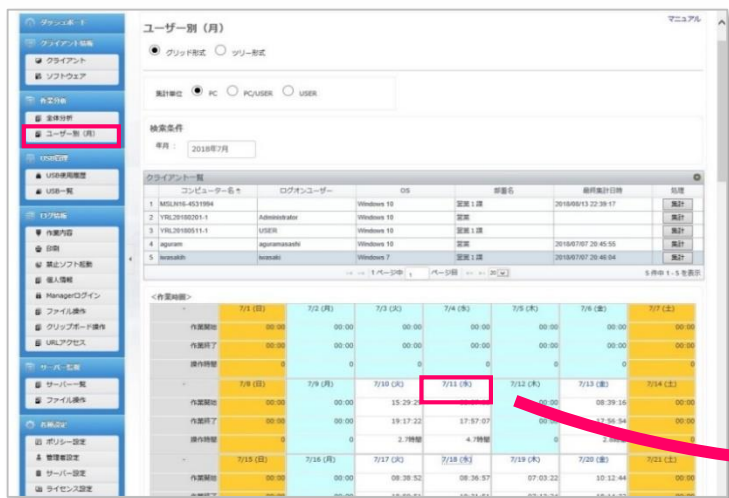 マニュアル
ダッシュボード
クライアント情報
クライアント
ソフトウェア
作業分析
全体分析
ユーザー別（月）
USB管理
USB使用履歴
USB一覧
ログ情報
作業内容
印刷
禁止ソフト起動
個人情報
Managerログイン
ファイル操作
クリップボード操作
URLアクセス
サーバー監視
サーバー一覧
ファイル操作
各種設定
ポリシー設定
管理者設定
サーバー設定
ライセンス設定
ユーザー別（月）
グリッド形式 ツリー形式
集計単位 PC PC/USER USER
検索条件
年月 : 2018年7月
クライアント一覧
コンピューター名 ログオンユーザー OS 部署名 最終集計日時 処理
1 MSLN16-4531994 Windows 10 営業1課 2018/08/13 22:39:17 集計
2 YRL20180201-1 Administrator Windows 10 営業 集計
3 YRL20180511-1 USER Windows 10 営業1課 集計
4 aguram aguramasashi Windows 10 営業 2018/07/07 20:45:55 集計
5 iwasakih iwasaki Windows 7 営業1課 2018/07/07 20:46:04 集計
1 ページ中 1 ページ目 5 件中 1 - 5 を表示
<作業時間>
- 7/1 (日) 7/2 (月) 7/3 (火) 7/4 (水) 7/5 (木) 7/6 (金) 7/7 (土)
作業開始 00:00 00:00 00:00 00:00 00:00 00:00 00:00
作業終了 00:00 00:00 00:00 00:00 00:00 00:00 00:00
操作時間 0 0 0 0 0 0 0
- 7/8 (日) 7/9 (月) 7/10 (火) 7/11 (水) 7/12 (木) 7/13 (金) 7/14 (土)
作業開始 00:00 00:00 15:29:25 00:00 08:39:16 00:00
作業終了 00:00 00:00 19:17:22 17:57:07 00:00 17:56:54 00:00
操作時間 0 0 2.7時間 4.7時間 0
- 7/15 (日) 7/16 (月) 7/17 (火) 7/18 (水) 7/19 (木) 7/20 (金) 7/21 (土)
作業開始 00:00 00:00 08:38:52 08:36:57 07:03:22 10:12:44 00:00